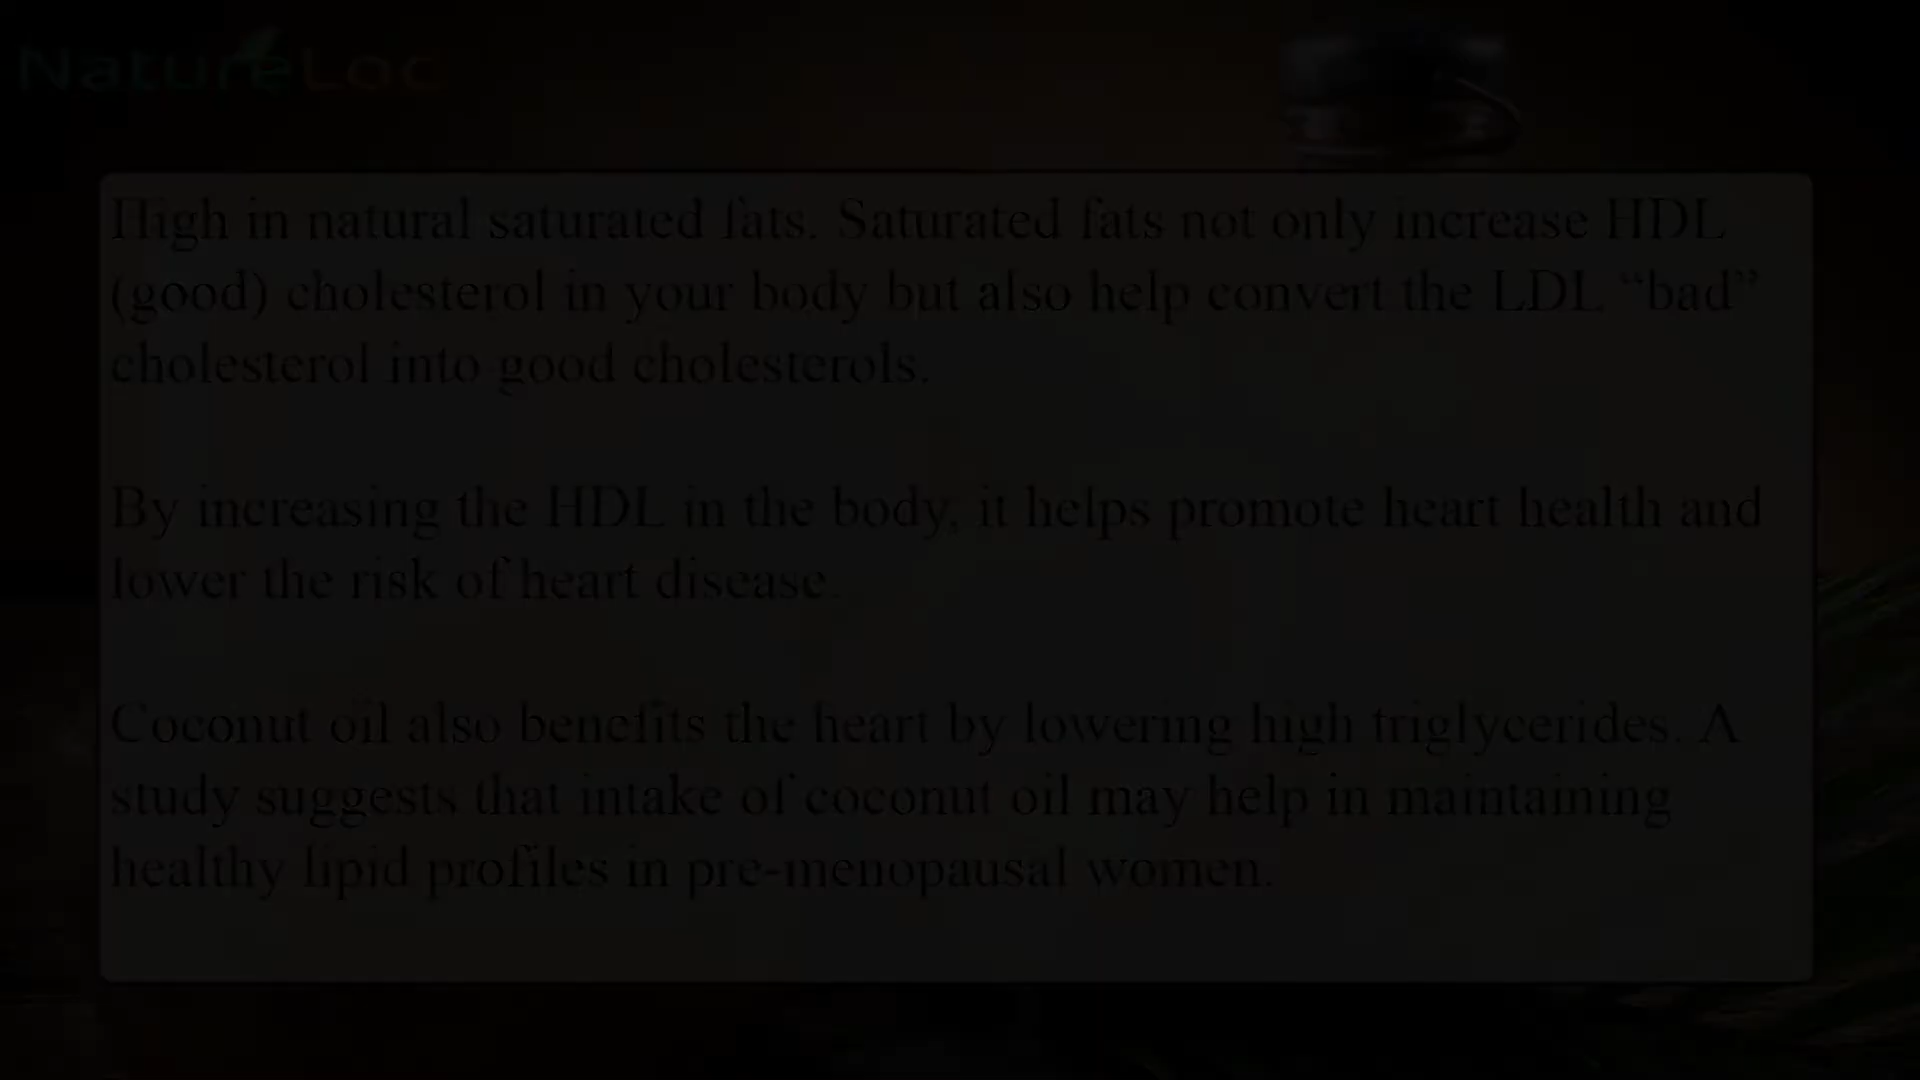 NatureLoc
High in natural saturated fats. Saturated fats not only increase HDL
(good) cholesterol in your body but also help convert the LDL “bad”
cholesterol into good cholesterols.
By increasing the HDL in the body, it helps promote heart health and
lower the risk of heart disease.
Coconut oil also benefits the heart by lowering high triglycerides. A
study suggests that intake of coconut oil may help in maintaining
healthy lipid profiles in pre-menopausal women.